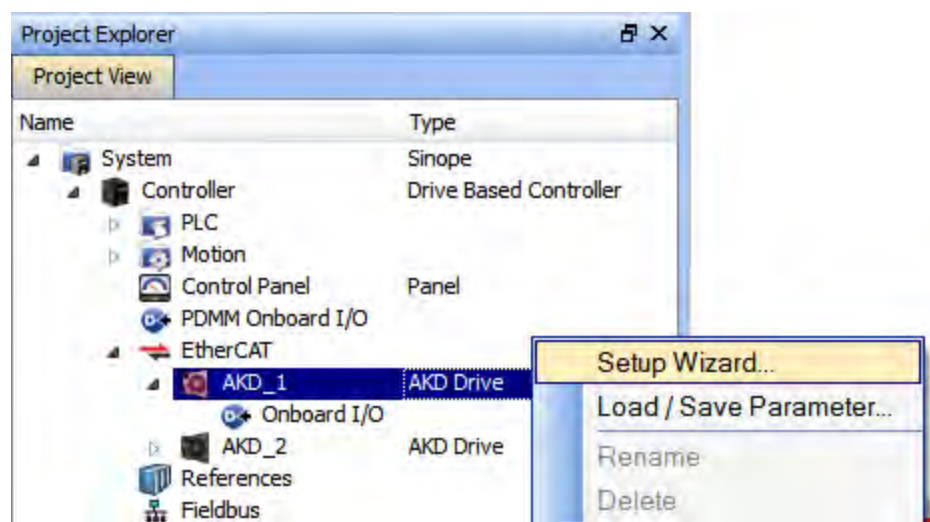 Project Explorer
Project View
Name Type
System Sinope
Controller Drive Based Controller
PLC
Motion
Control Panel Panel
PDMM Onboard I/O
EtherCAT
AKD_1 AKD Drive
Onboard I/O
AKD_2 AKD Drive
References
Fieldbus
Setup Wizard...
Load / Save Parameter...
Rename
Delete